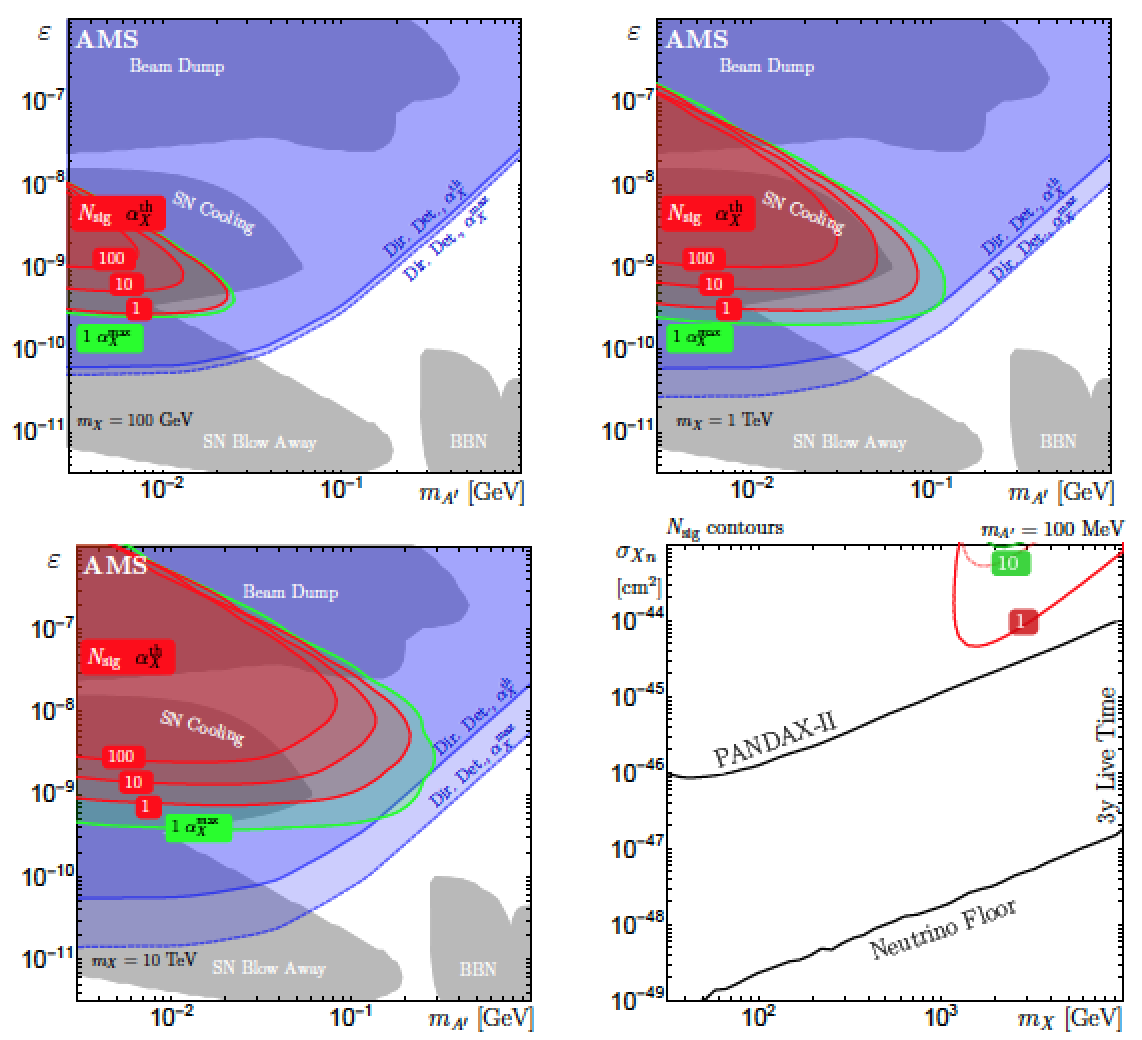 ε AMS
Beam Dump
10⁻⁷
10⁻⁸
SN Cooling
N_sig α_X^th
Dir. Det., α_X^th
Dir. Det., α_X^max
100
10⁻⁹
10
1
1 α_X^max
10⁻¹⁰
10⁻¹¹
m_X = 100 GeV
SN Blow Away
BBN
10⁻² 10⁻¹ m_A′ [GeV]
ε AMS
Beam Dump
10⁻⁷
10⁻⁸
SN Cooling
N_sig α_X^th
Dir. Det., α_X^th
Dir. Det., α_X^max
100
10⁻⁹
10
1
1 α_X^max
10⁻¹⁰
10⁻¹¹
m_X = 1 TeV
SN Blow Away
BBN
10⁻² 10⁻¹ m_A′ [GeV]
ε AMS
Beam Dump
10⁻⁷
N_sig α_X^th
10⁻⁸
SN Cooling
Dir. Det., α_X^th
Dir. Det., α_X^max
100
10
10⁻⁹
1
1 α_X^max
10⁻¹⁰
10⁻¹¹
m_X = 10 TeV
SN Blow Away
BBN
10⁻² 10⁻¹ m_A′ [GeV]
N_sig contours m_A′ = 100 MeV
σ_Xn
[cm²]
10
1
10⁻⁴⁴
10⁻⁴⁵
PANDAX-II
10⁻⁴⁶
3y Live Time
10⁻⁴⁷
10⁻⁴⁸
Neutrino Floor
10⁻⁴⁹
10² 10³ m_X [GeV]